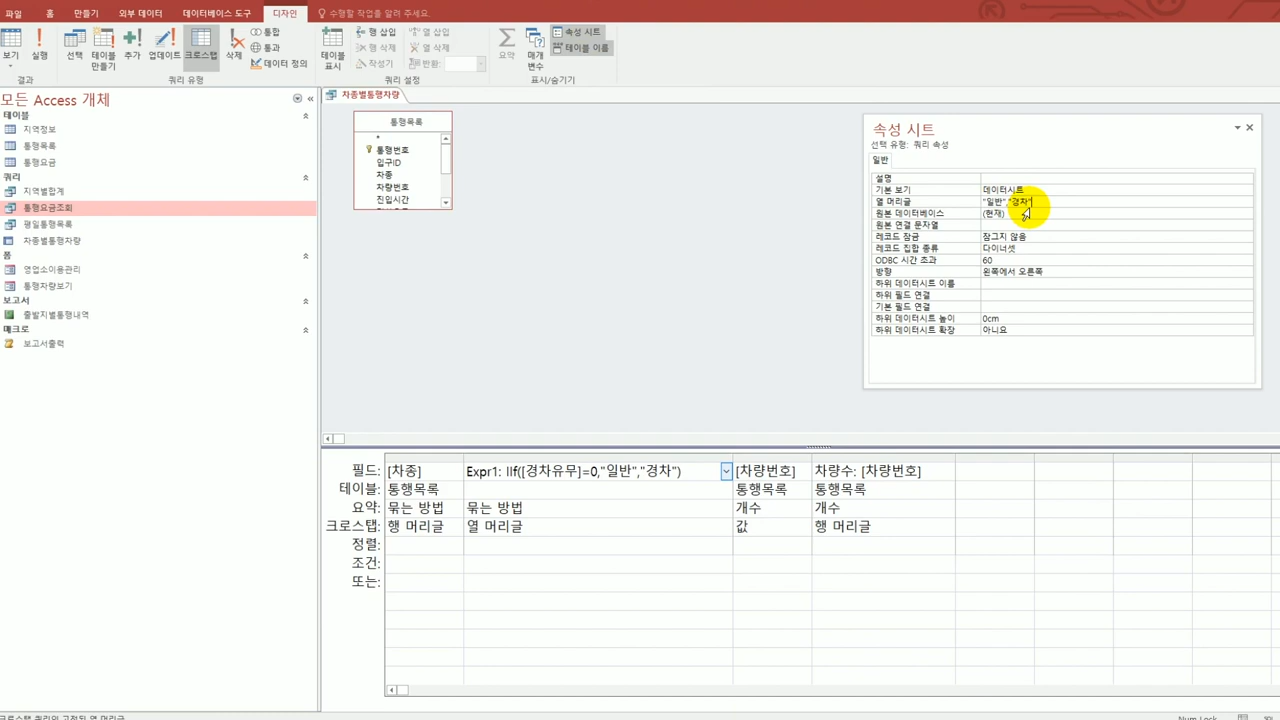 파일 홈 만들기 외부 데이터 데이터베이스 도구 디자인 수행할 작업을 알려 주세요.
보기 실행 선택 테이블 만들기 추가 업데이트 크로스탭 삭제
통합
통과
데이터 정의
테이블 표시
행 삽입 열 삽입
행 삭제 열 삭제
작성기 반환:
요약 매개 변수
속성 시트
테이블 이름
결과 쿼리 유형 쿼리 설정 표시/숨기기
모든 Access 개체
테이블
지역정보
통행목록
통행요금
쿼리
지역별합계
통행요금조회
평일통행목록
차종별통행차량
폼
영업소이용관리
통행차량보기
보고서
출발지별통행내역
매크로
보고서출력
차종별통행차량
통행목록
*
통행번호
입구ID
차종
차량번호
진입시간
속성 시트
선택 유형: 쿼리 속성
일반
설명
기본 보기 데이터시트
열 머리글 "일반","경차"
원본 데이터베이스 (현재)
원본 연결 문자열
레코드 잠금 잠그지 않음
레코드 집합 종류 다이너셋
ODBC 시간 초과 60
방향 왼쪽에서 오른쪽
하위 데이터시트 이름
하위 필드 연결
기본 필드 연결
하위 데이터시트 높이 0cm
하위 데이터시트 확장 아니요
필드: [차종] Expr1: IIf([경차유무]=0,"일반","경차") [차량번호] 차량수: [차량번호]
테이블: 통행목록 통행목록 통행목록
요약: 묶는 방법 묶는 방법 개수 개수
크로스탭: 행 머리글 열 머리글 값 행 머리글
정렬:
조건:
또는:
크로스탭 쿼리의 고정된 열 머리글
Num Lock